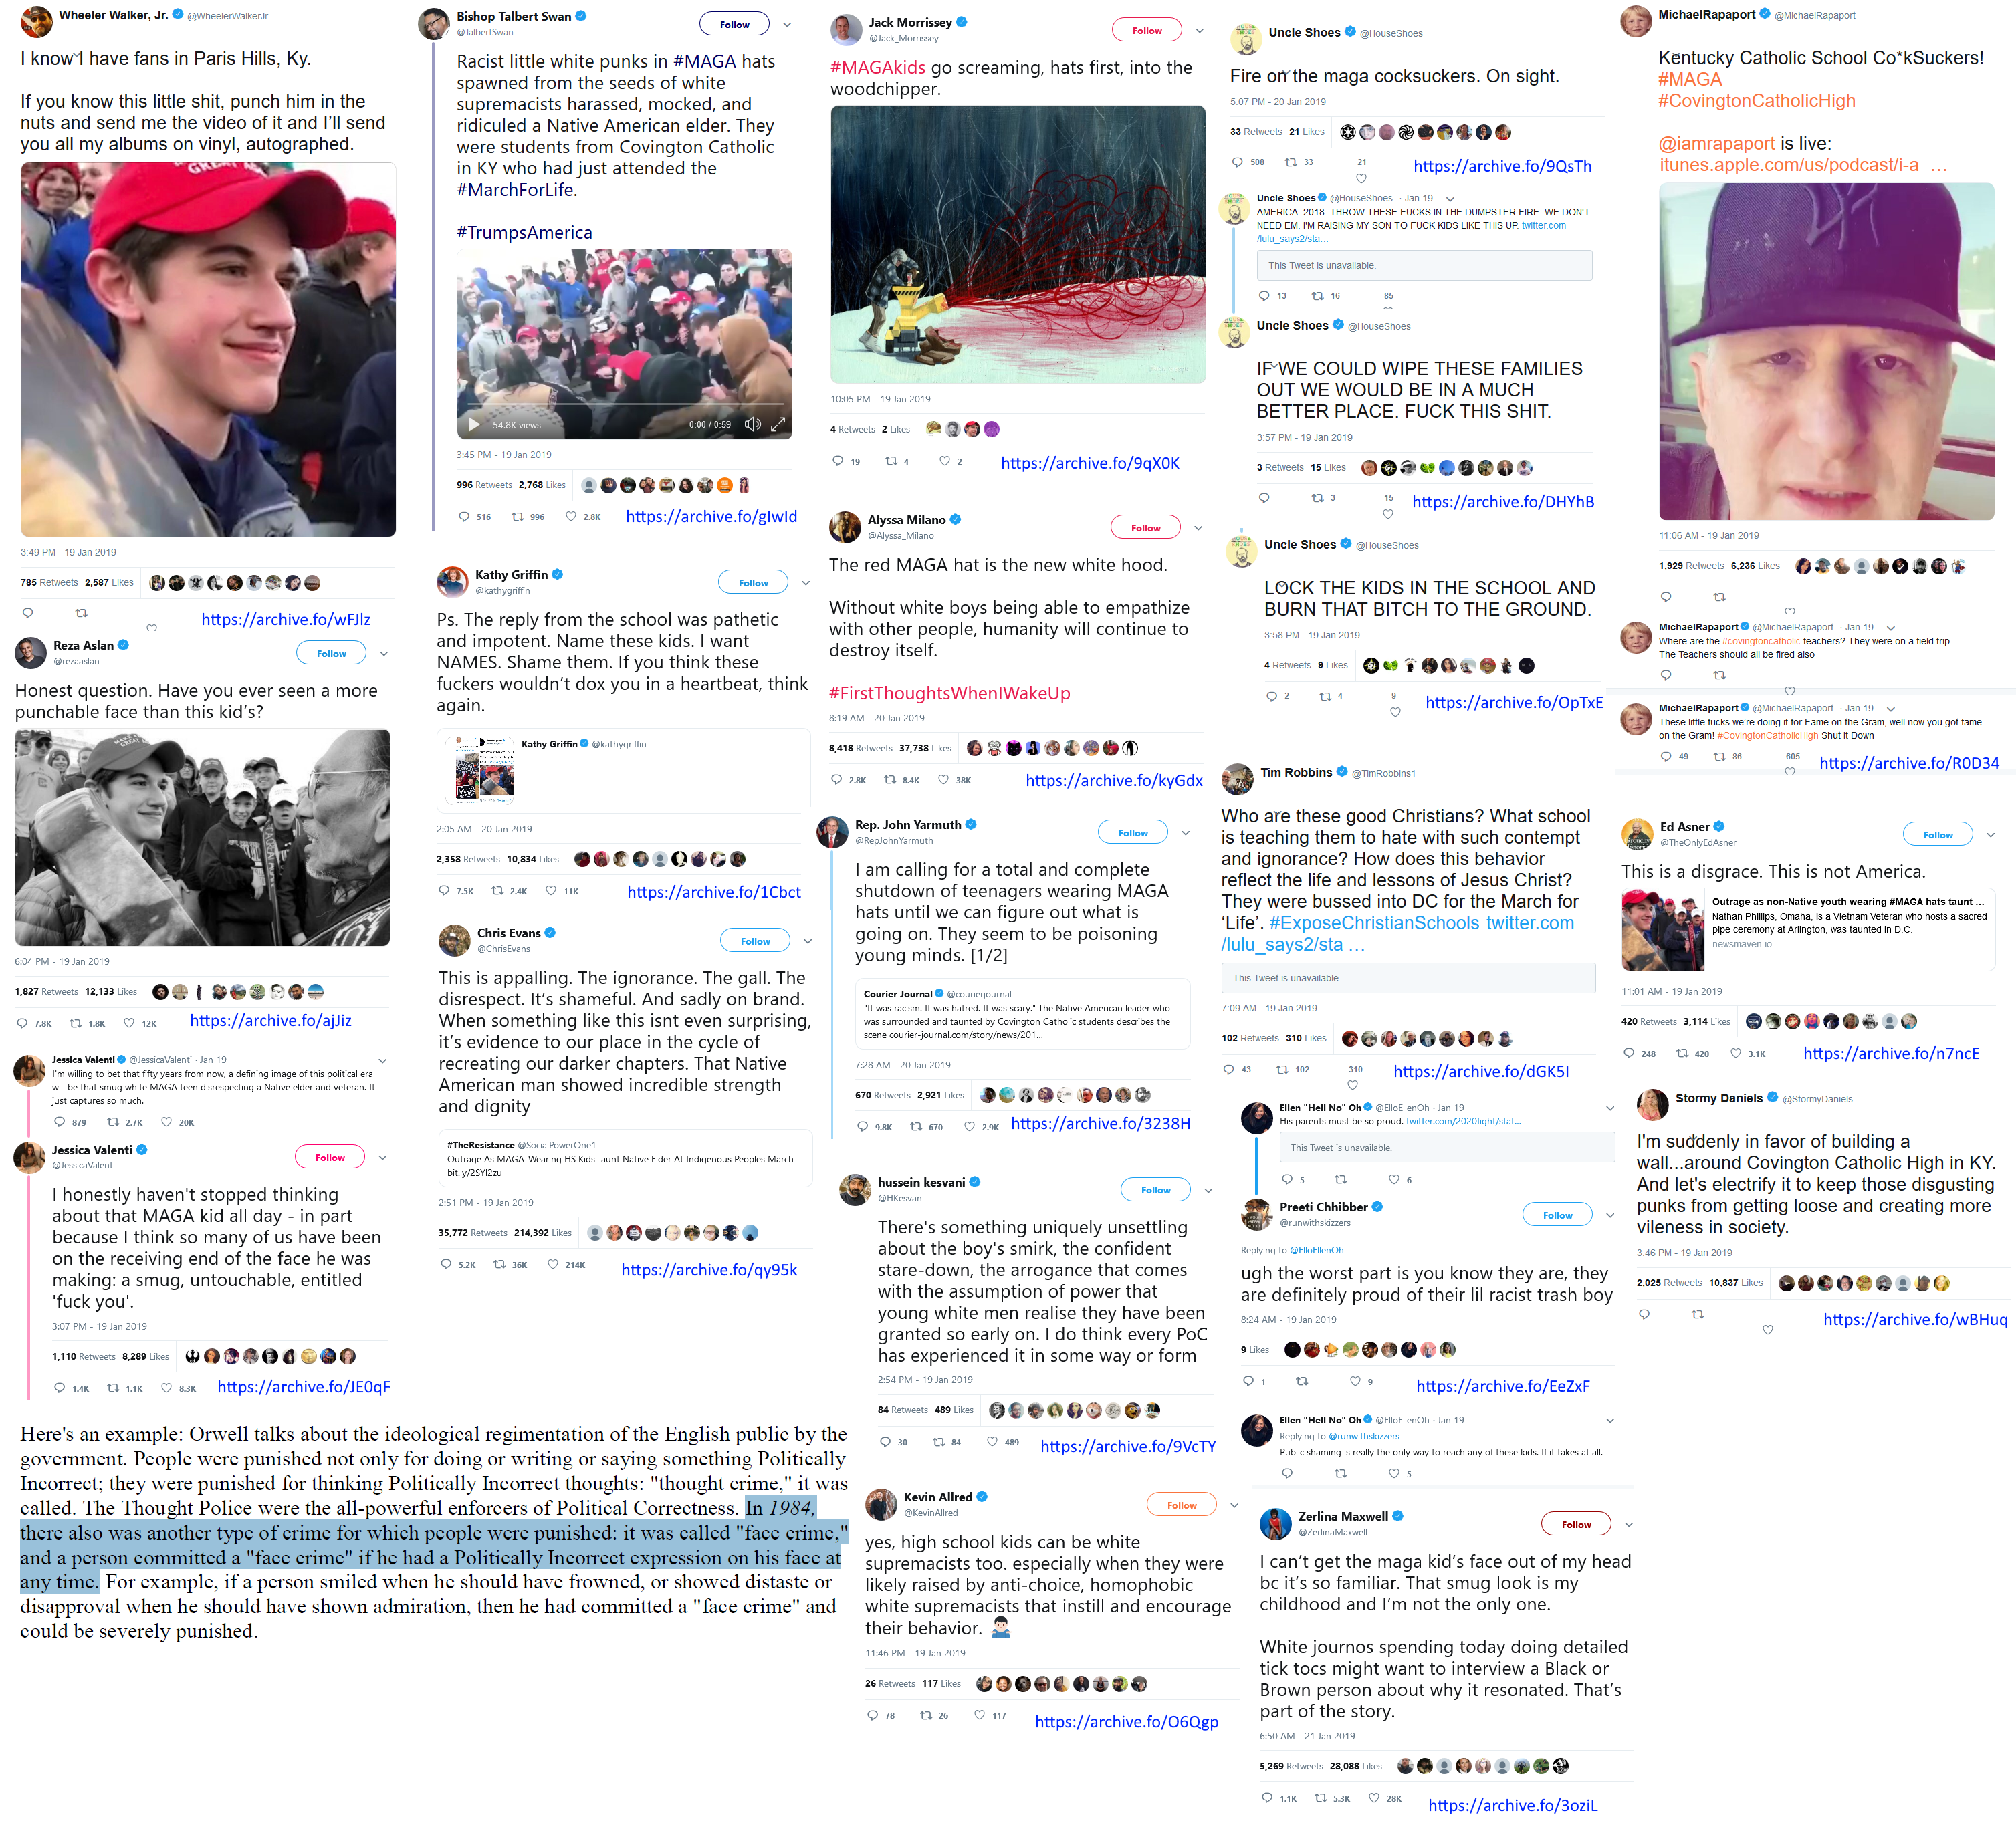 Wheeler Walker, Jr. @WheelerWalkerJr
I know I have fans in Paris Hills, Ky.
If you know this little shit, punch him in the
nuts and send me the video of it and I'll send
you all my albums on vinyl, autographed.
3:49 PM - 19 Jan 2019
785 Retweets 2,587 Likes
https://archive.fo/wFJlz
Reza Aslan
@rezaaslan
Follow
Honest question. Have you ever seen a more
punchable face than this kid's?
6:04 PM - 19 Jan 2019
1,827 Retweets 12,133 Likes
7.8K 1.8K 12K
https://archive.fo/ajJiz
Jessica Valenti @JessicaValenti · Jan 19
I'm willing to bet that fifty years from now, a defining image of this political era
will be that smug white MAGA teen disrespecting a Native elder and veteran. It
just captures so much.
879 2.7K 20K
Jessica Valenti
@JessicaValenti
Follow
I honestly haven't stopped thinking
about that MAGA kid all day - in part
because I think so many of us have been
on the receiving end of the face he was
making: a smug, untouchable, entitled
'fuck you'.
3:07 PM - 19 Jan 2019
1,110 Retweets 8,289 Likes
1.4K 1.1K 8.3K
https://archive.fo/JE0qF
Bishop Talbert Swan
@TalbertSwan
Follow
Racist little white punks in #MAGA hats
spawned from the seeds of white
supremacists harassed, mocked, and
ridiculed a Native American elder. They
were students from Covington Catholic
in KY who had just attended the
#MarchForLife.
#TrumpsAmerica
54.8K views 0:00 / 0:59
3:45 PM - 19 Jan 2019
996 Retweets 2,768 Likes
516 996 2.8K
https://archive.fo/gIwId
Kathy Griffin
@kathygriffin
Follow
Ps. The reply from the school was pathetic
and impotent. Name these kids. I want
NAMES. Shame them. If you think these
fuckers wouldn't dox you in a heartbeat, think
again.
Kathy Griffin @kathygriffin
2:05 AM - 20 Jan 2019
2,358 Retweets 10,834 Likes
7.5K 2.4K 11K
https://archive.fo/1Cbct
Chris Evans
@ChrisEvans
Follow
This is appalling. The ignorance. The gall. The
disrespect. It's shameful. And sadly on brand.
When something like this isnt even surprising,
it's evidence to our place in the cycle of
recreating our darker chapters. That Native
American man showed incredible strength
and dignity
#TheResistance @SocialPowerOne1
Outrage As MAGA-Wearing HS Kids Taunt Native Elder At Indigenous Peoples March
bit.ly/2SYl2zu
2:51 PM - 19 Jan 2019
35,772 Retweets 214,392 Likes
5.2K 36K 214K
https://archive.fo/qy95k
Jack Morrissey
@Jack_Morrissey
Follow
#MAGAkids go screaming, hats first, into the
woodchipper.
10:05 PM - 19 Jan 2019
4 Retweets 2 Likes
19 4 2
https://archive.fo/9qX0K
Alyssa Milano
@Alyssa_Milano
Follow
The red MAGA hat is the new white hood.
Without white boys being able to empathize
with other people, humanity will continue to
destroy itself.
#FirstThoughtsWhenIWakeUp
8:19 AM - 20 Jan 2019
8,418 Retweets 37,738 Likes
2.8K 8.4K 38K
https://archive.fo/kyGdx
Rep. John Yarmuth
@RepJohnYarmuth
Follow
I am calling for a total and complete
shutdown of teenagers wearing MAGA
hats until we can figure out what is
going on. They seem to be poisoning
young minds. [1/2]
Courier Journal @courierjournal
"It was racism. It was hatred. It was scary." The Native American leader who
was surrounded and taunted by Covington Catholic students describes the
scene courier-journal.com/story/news/201...
7:28 AM - 20 Jan 2019
670 Retweets 2,921 Likes
9.8K 670 2.9K
https://archive.fo/3238H
hussein kesvani
@HKesvani
Follow
There's something uniquely unsettling
about the boy's smirk, the confident
stare-down, the arrogance that comes
with the assumption of power that
young white men realise they have been
granted so early on. I do think every PoC
has experienced it in some way or form
2:54 PM - 19 Jan 2019
84 Retweets 489 Likes
30 84 489
https://archive.fo/9VcTY
Kevin Allred
@KevinAllred
Follow
yes, high school kids can be white
supremacists too. especially when they were
likely raised by anti-choice, homophobic
white supremacists that instill and encourage
their behavior.
11:46 PM - 19 Jan 2019
26 Retweets 117 Likes
78 26 117
https://archive.fo/O6Qgp
Uncle Shoes @HouseShoes
Fire on the maga cocksuckers. On sight.
5:07 PM - 20 Jan 2019
33 Retweets 21 Likes
508 33 21
https://archive.fo/9QsTh
Uncle Shoes @HouseShoes · Jan 19
AMERICA. 2018. THROW THESE FUCKS IN THE DUMPSTER FIRE. WE DON'T
NEED EM. I'M RAISING MY SON TO FUCK KIDS LIKE THIS UP. twitter.com
/lulu_says2/sta...
This Tweet is unavailable.
13 16 85
Uncle Shoes @HouseShoes
IF WE COULD WIPE THESE FAMILIES
OUT WE WOULD BE IN A MUCH
BETTER PLACE. FUCK THIS SHIT.
3:57 PM - 19 Jan 2019
3 Retweets 15 Likes
3 15
https://archive.fo/DHYhB
Uncle Shoes @HouseShoes
LOCK THE KIDS IN THE SCHOOL AND
BURN THAT BITCH TO THE GROUND.
3:58 PM - 19 Jan 2019
4 Retweets 9 Likes
2 4 9
https://archive.fo/OpTxE
Tim Robbins @TimRobbins1
Who are these good Christians? What school
is teaching them to hate with such contempt
and ignorance? How does this behavior
reflect the life and lessons of Jesus Christ?
They were bussed into DC for the March for
'Life'. #ExposeChristianSchools twitter.com
/lulu_says2/sta ...
This Tweet is unavailable.
7:09 AM - 19 Jan 2019
102 Retweets 310 Likes
43 102 310
https://archive.fo/dGK5I
Ellen "Hell No" Oh @ElloEllenOh · Jan 19
His parents must be so proud. twitter.com/2020fight/stat...
This Tweet is unavailable.
5 6
Preeti Chhibber
@runwithskizzers
Follow
Replying to @ElloEllenOh
ugh the worst part is you know they are, they
are definitely proud of their lil racist trash boy
8:24 AM - 19 Jan 2019
9 Likes
1 9
https://archive.fo/EeZxF
Ellen "Hell No" Oh @ElloEllenOh · Jan 19
Replying to @runwithskizzers
Public shaming is really the only way to reach any of these kids. If it takes at all.
5
Zerlina Maxwell
@ZerlinaMaxwell
Follow
I can't get the maga kid's face out of my head
bc it's so familiar. That smug look is my
childhood and I'm not the only one.
White journos spending today doing detailed
tick tocs might want to interview a Black or
Brown person about why it resonated. That's
part of the story.
6:50 AM - 21 Jan 2019
5,269 Retweets 28,088 Likes
1.1K 5.3K 28K
https://archive.fo/3oziL
MichaelRapaport @MichaelRapaport
Kentucky Catholic School Co*kSuckers!
#MAGA
#CovingtonCatholicHigh
@iamrapaport is live:
itunes.apple.com/us/podcast/i-a ...
11:06 AM - 19 Jan 2019
1,929 Retweets 6,236 Likes
MichaelRapaport @MichaelRapaport · Jan 19
Where are the #covingtoncatholic teachers? They were on a field trip.
The Teachers should all be fired also
MichaelRapaport @MichaelRapaport · Jan 19
These little fucks we're doing it for Fame on the Gram, well now you got fame
on the Gram! #CovingtonCatholicHigh Shut It Down
49 86 605
https://archive.fo/R0D34
Ed Asner
@TheOnlyEdAsner
Follow
This is a disgrace. This is not America.
Outrage as non-Native youth wearing #MAGA hats taunt ...
Nathan Phillips, Omaha, is a Vietnam Veteran who hosts a sacred
pipe ceremony at Arlington, was taunted in D.C.
newsmaven.io
11:01 AM - 19 Jan 2019
420 Retweets 3,114 Likes
248 420 3.1K
https://archive.fo/n7ncE
Stormy Daniels @StormyDaniels
I'm suddenly in favor of building a
wall...around Covington Catholic High in KY.
And let's electrify it to keep those disgusting
punks from getting loose and creating more
vileness in society.
3:46 PM - 19 Jan 2019
2,025 Retweets 10,837 Likes
https://archive.fo/wBHuq
Here's an example: Orwell talks about the ideological regimentation of the English public by the
government. People were punished not only for doing or writing or saying something Politically
Incorrect; they were punished for thinking Politically Incorrect thoughts: "thought crime," it was
called. The Thought Police were the all-powerful enforcers of Political Correctness. In 1984,
there also was another type of crime for which people were punished: it was called "face crime,"
and a person committed a "face crime" if he had a Politically Incorrect expression on his face at
any time. For example, if a person smiled when he should have frowned, or showed distaste or
disapproval when he should have shown admiration, then he had committed a "face crime" and
could be severely punished.